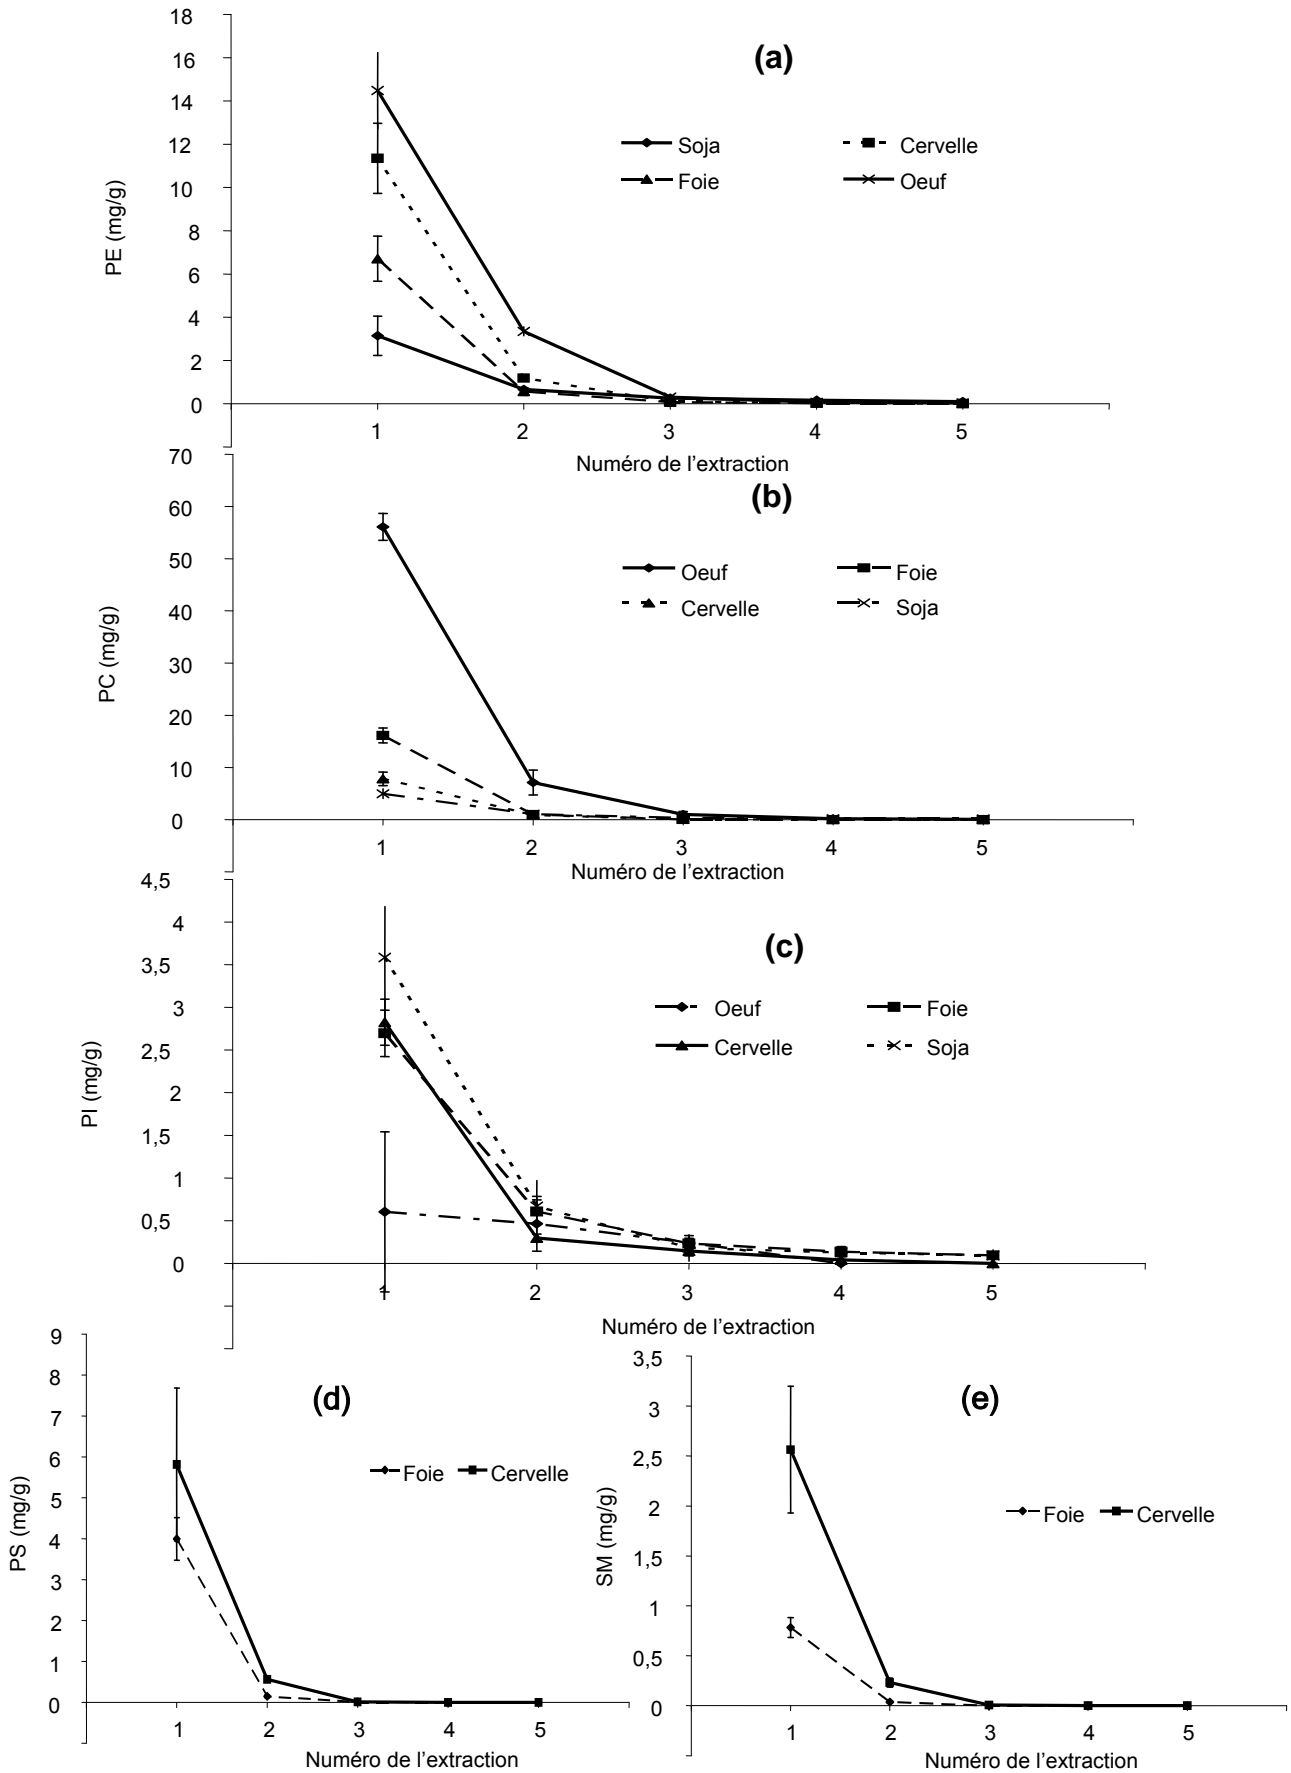 18
16
14
12
10
8
6
4
2
0
PE (mg/g)
(a)
Soja
Cervelle
Foie
Oeuf
1 2 3 4 5
Numéro de l'extraction
70
60
50
40
30
20
10
0
PC (mg/g)
(b)
Oeuf
Foie
Cervelle
Soja
1 2 3 4 5
Numéro de l'extraction
4,5
4
3,5
3
2,5
2
1,5
1
0,5
0
PI (mg/g)
(c)
Oeuf
Foie
Cervelle
Soja
1 2 3 4 5
Numéro de l'extraction
9
8
7
6
5
4
3
2
1
0
PS (mg/g)
(d)
Foie
Cervelle
1 2 3 4 5
Numéro de l'extraction
3,5
3
2,5
2
1,5
1
0,5
0
SM (mg/g)
(e)
Foie
Cervelle
1 2 3 4 5
Numéro de l'extraction